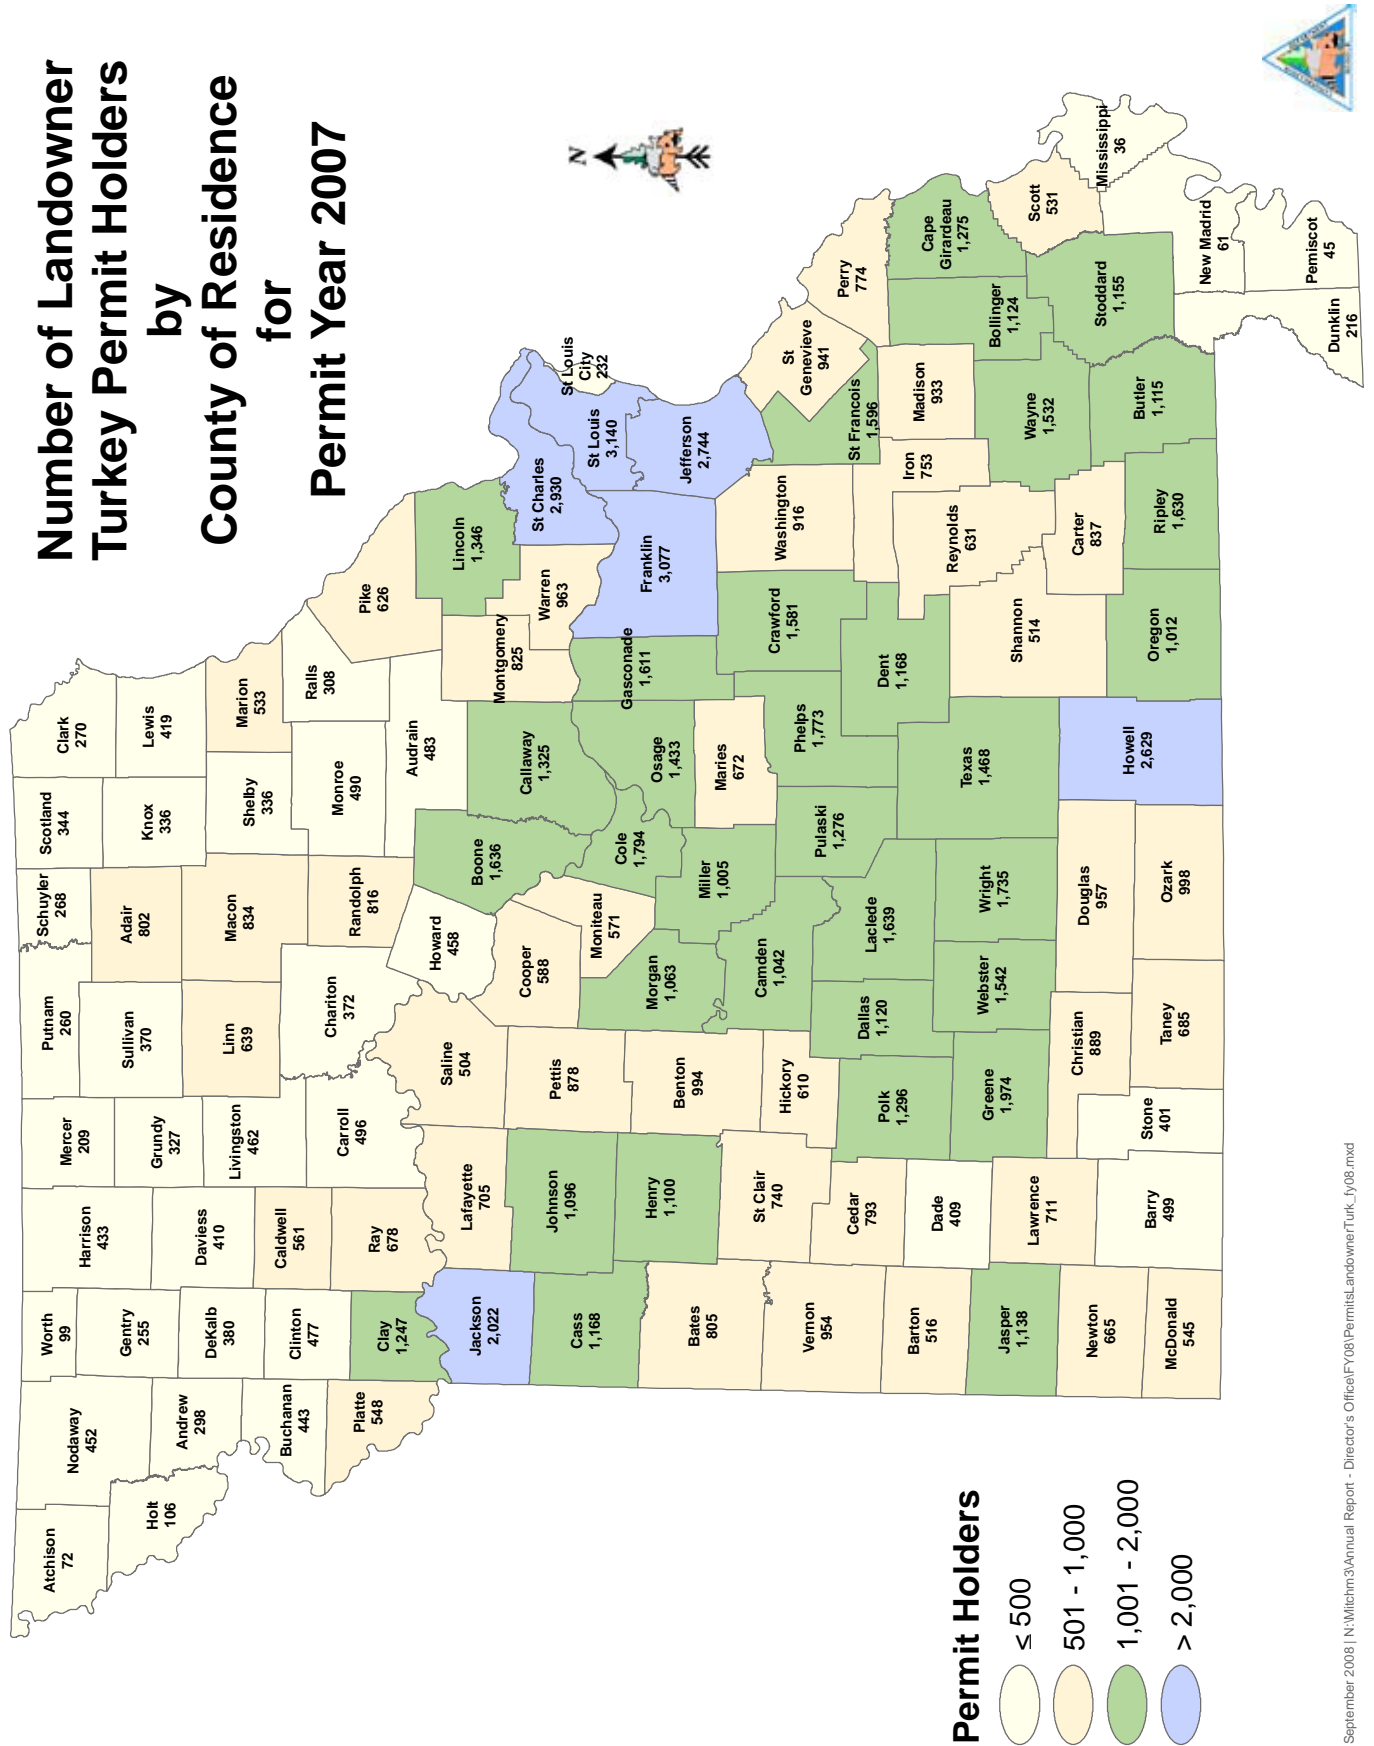 Number of Landowner
Turkey Permit Holders
by
County of Residence
for
Permit Year 2007
N
Atchison
72
Nodaway
452
Worth
99
Harrison
433
Mercer
209
Putnam
260
Schuyler
268
Scotland
344
Clark
270
Holt
106
Andrew
298
Gentry
255
Daviess
410
Grundy
327
Sullivan
370
Adair
802
Knox
336
Lewis
419
DeKalb
380
Buchanan
443
Clinton
477
Caldwell
561
Livingston
462
Linn
639
Macon
834
Shelby
336
Marion
533
Platte
548
Clay
1,247
Ray
678
Carroll
496
Chariton
372
Randolph
816
Monroe
490
Ralls
308
Pike
626
Audrain
483
Howard
458
Boone
1,636
Saline
504
Lafayette
705
Jackson
2,022
Cooper
588
Callaway
1,325
Montgomery
825
Lincoln
1,346
Warren
963
St Charles
2,930
St Louis
3,140
St Louis
City
232
Cass
1,168
Johnson
1,096
Pettis
878
Moniteau
571
Cole
1,794
Osage
1,433
Gasconade
1,611
Franklin
3,077
Jefferson
2,744
Henry
1,100
Benton
994
Morgan
1,063
Miller
1,005
Maries
672
Bates
805
St Clair
740
Hickory
610
Camden
1,042
Pulaski
1,276
Phelps
1,773
Crawford
1,581
Washington
916
St
Genevieve
941
St Francois
1,596
Perry
774
Vernon
954
Cedar
793
Polk
1,296
Dallas
1,120
Laclede
1,639
Dent
1,168
Iron
753
Madison
933
Cape
Girardeau
1,275
Bollinger
1,124
Barton
516
Dade
409
Greene
1,974
Webster
1,542
Wright
1,735
Texas
1,468
Shannon
514
Reynolds
631
Wayne
1,532
Scott
531
Mississippi
36
Jasper
1,138
Lawrence
711
Christian
889
Douglas
957
Howell
2,629
Carter
837
Butler
1,115
Stoddard
1,155
New Madrid
61
Newton
665
McDonald
545
Barry
499
Stone
401
Taney
685
Ozark
998
Oregon
1,012
Ripley
1,630
Dunklin
216
Pemiscot
45
Permit Holders
≤ 500
501 - 1,000
1,001 - 2,000
> 2,000
September 2008 | N:\Mitchm3\Annual Report - Director's Office\FY08\PermitsLandownerTurk_fy08.mxd